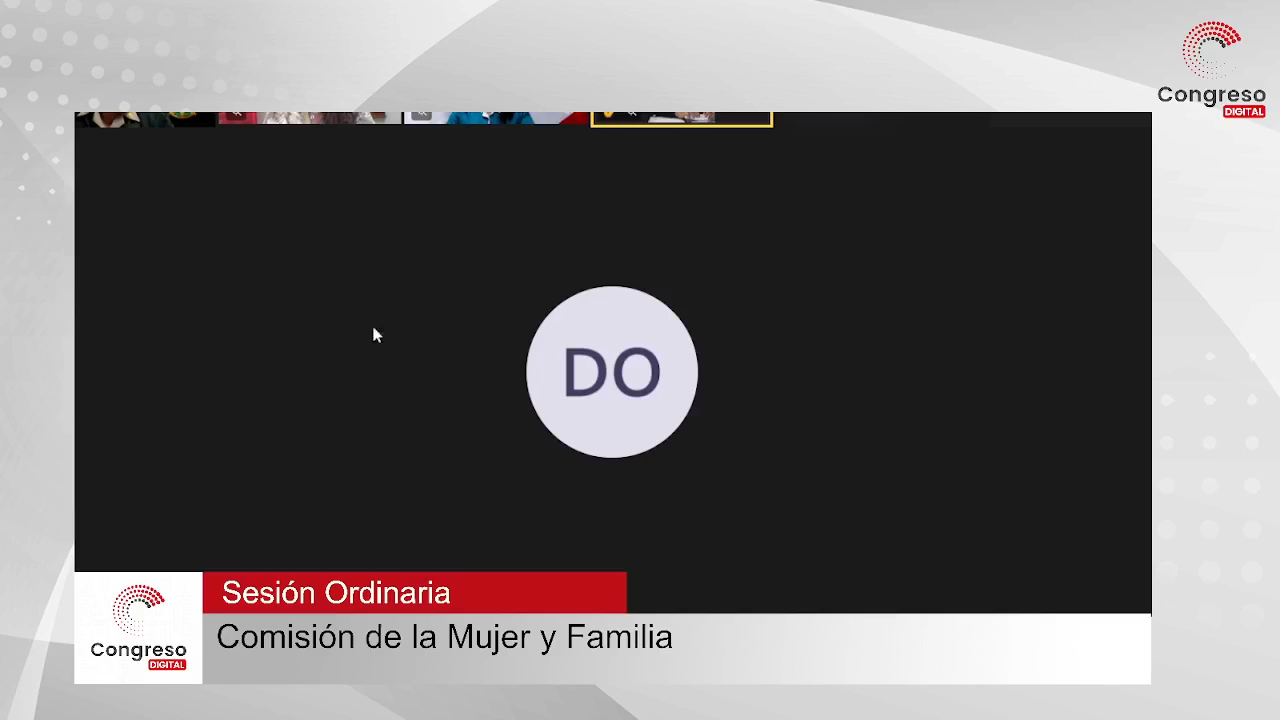 Congreso
DIGITAL
DO
Sesión Ordinaria
Comisión de la Mujer y Familia
Congreso
DIGITAL